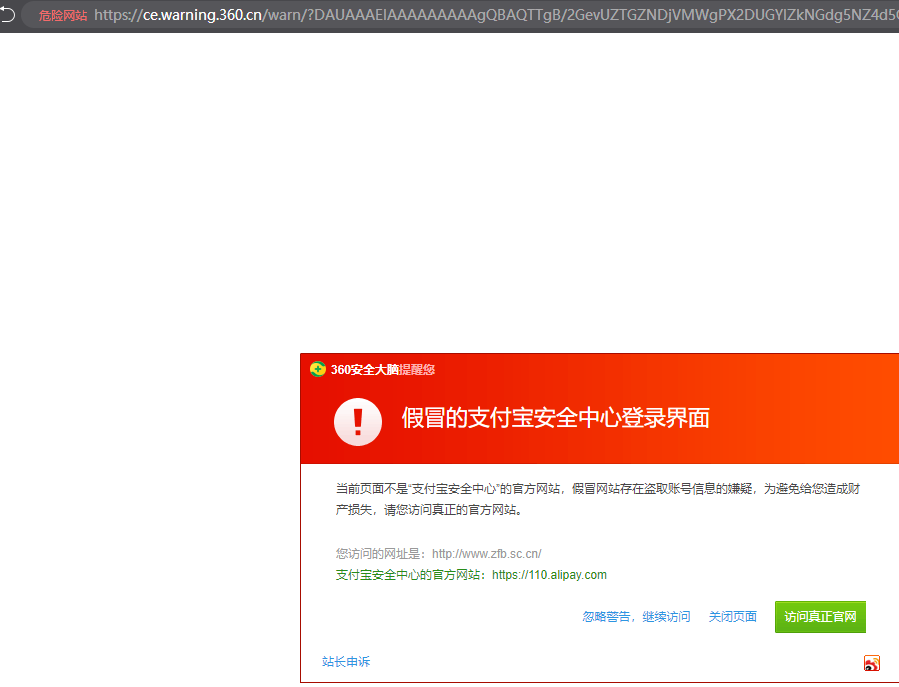 危险网站 https://ce.warning.360.cn/warn/?DAUAAAEIAAAAAAAAAgQBAQTTgB/2GevUZTGZNDjVMWgPX2DUGYlZkNGdg5NZ4d5
360安全大脑提醒您
假冒的支付宝安全中心登录界面
当前页面不是“支付宝安全中心”的官方网站，假冒网站存在盗取账号信息的嫌疑，为避免给您造成财
产损失，请您访问真正的官方网站。
您访问的网址是：http://www.zfb.sc.cn/
支付宝安全中心的官方网站：https://110.alipay.com
忽略警告，继续访问 关闭页面 访问真正官网
站长申诉